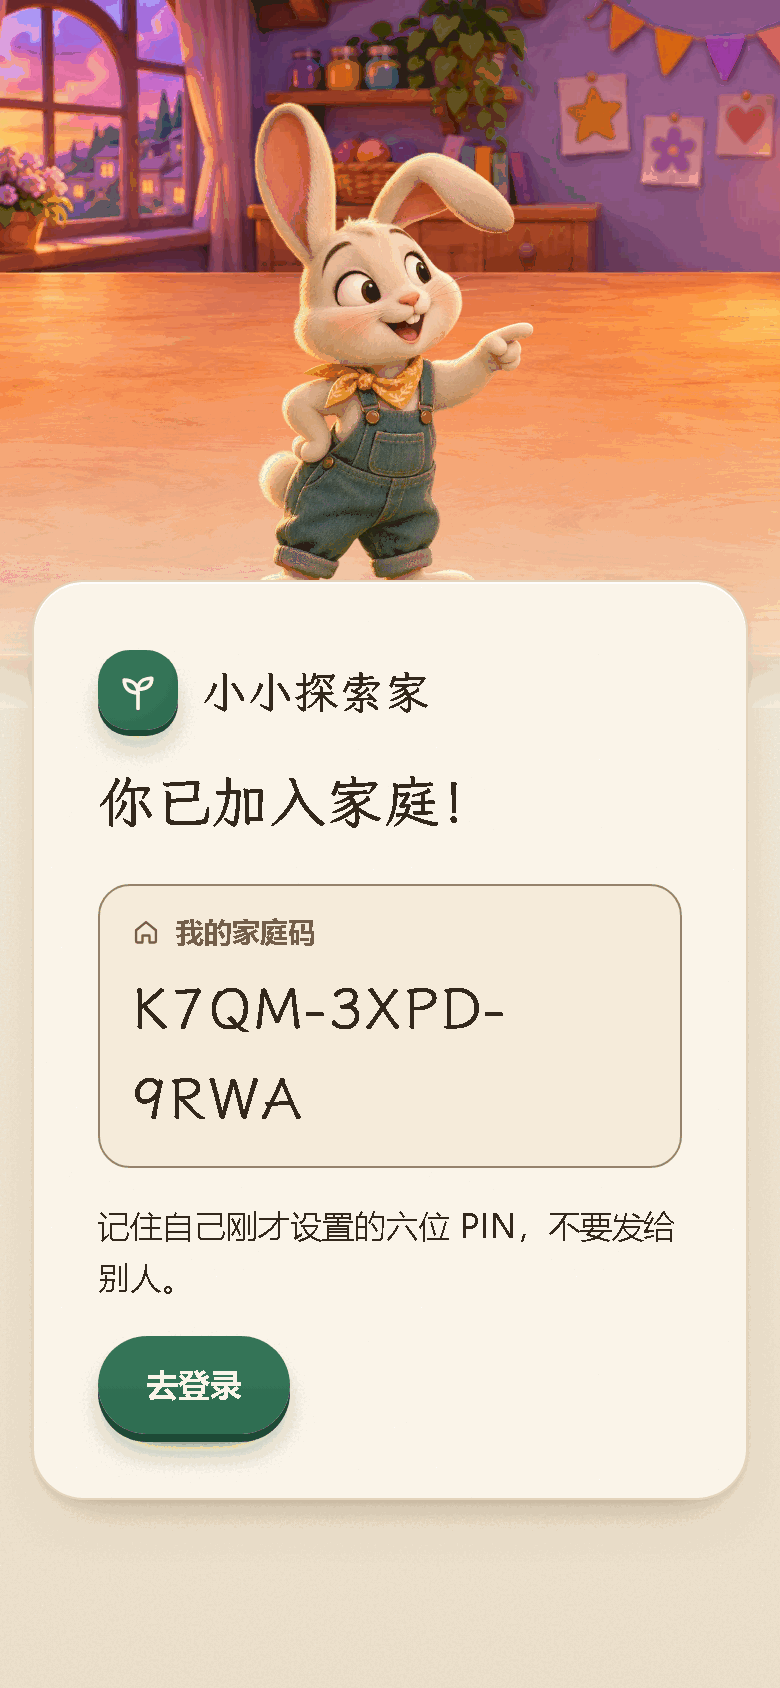 小小探索家
你已加入家庭!
我的家庭码
K7QM-3XPD-
9RWA
记住自己刚才设置的六位 PIN，不要发给
别人。
去登录